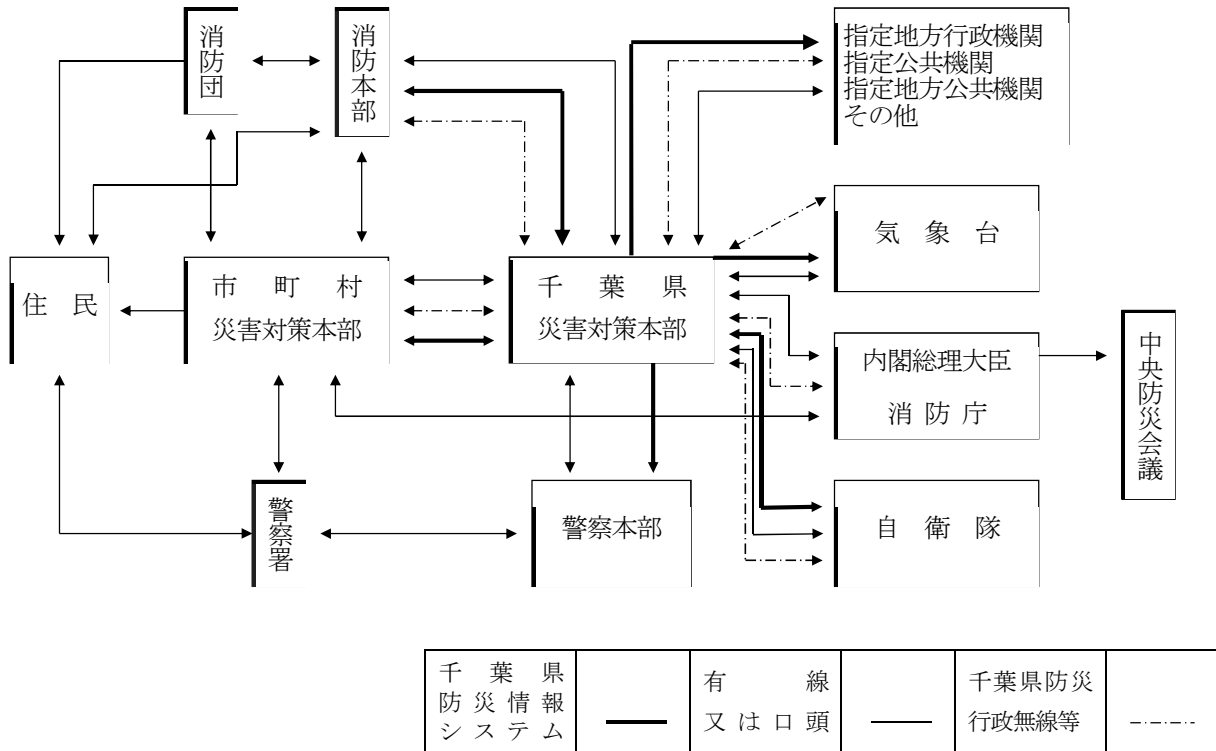 消防団
消防本部
指定地方行政機関
指定公共機関
指定地方公共機関
その他
気象台
住民
市町村
災害対策本部
千葉県
災害対策本部
内閣総理大臣
消防庁
中央防災会議
警察署
警察本部
自衛隊
千葉県
防災情報
システム
有線
又は口頭
千葉県防災
行政無線等